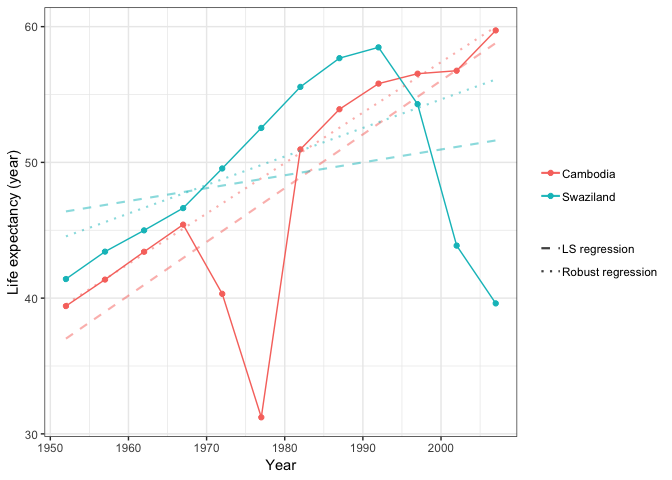 60
50
40
30
1950 1960 1970 1980 1990 2000
Year
Life expectancy (year)
Cambodia
Swaziland
LS regression
Robust regression